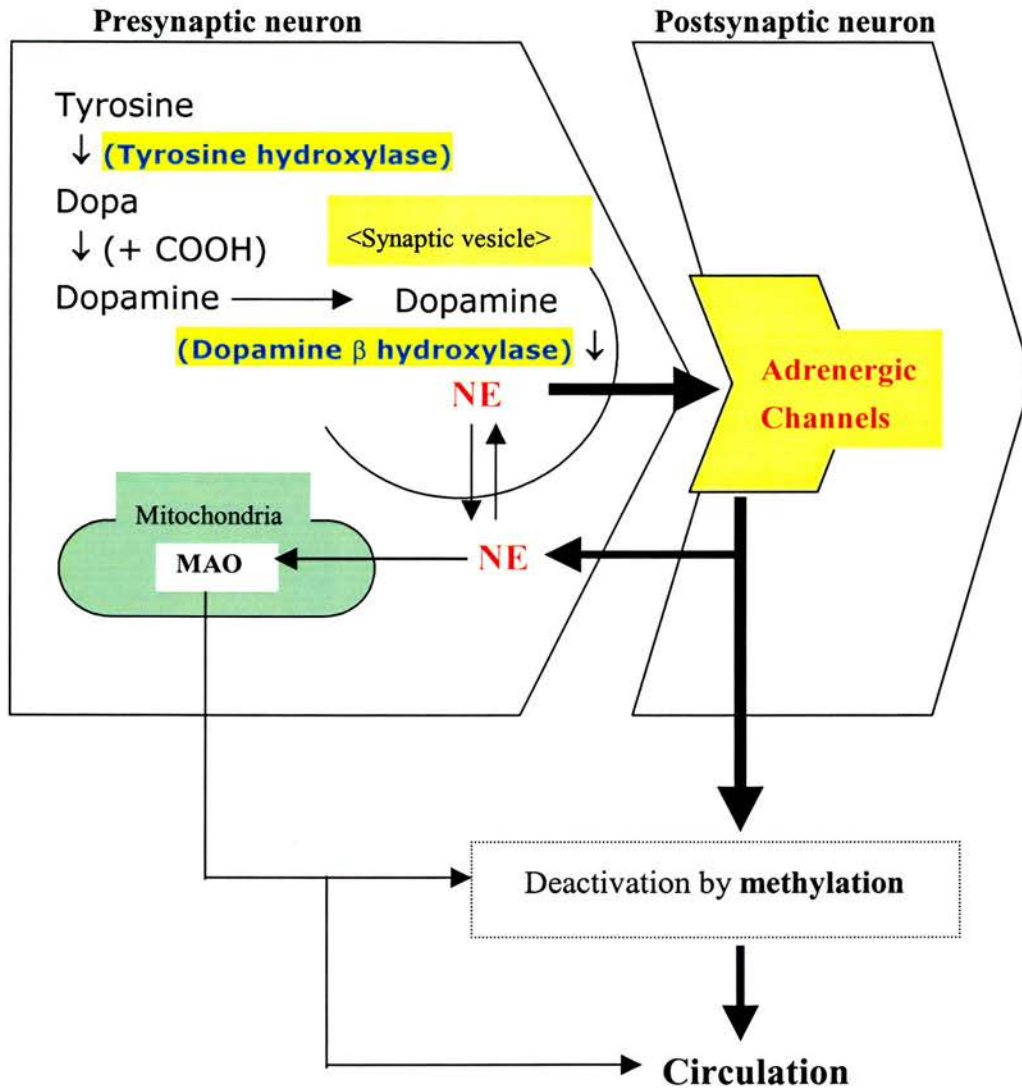 Presynaptic neuron
Postsynaptic neuron
Tyrosine
↓ (Tyrosine hydroxylase)
Dopa
↓ (+ COOH)
<Synaptic vesicle>
Dopamine → Dopamine
(Dopamine β hydroxylase) ↓
NE
Adrenergic
Channels
Mitochondria
MAO
NE
Deactivation by methylation
Circulation